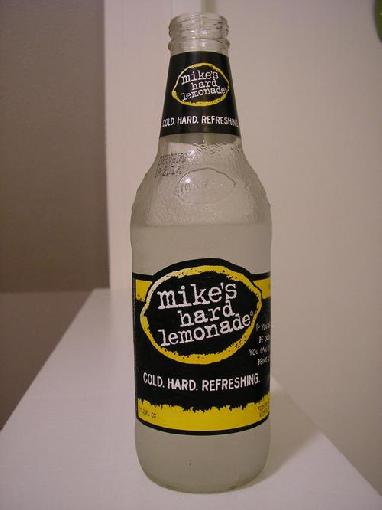 mike's
hard
lemonade®
COLD. HARD. REFRESHING.
mike's
hard
lemonade®
COLD. HARD. REFRESHING.